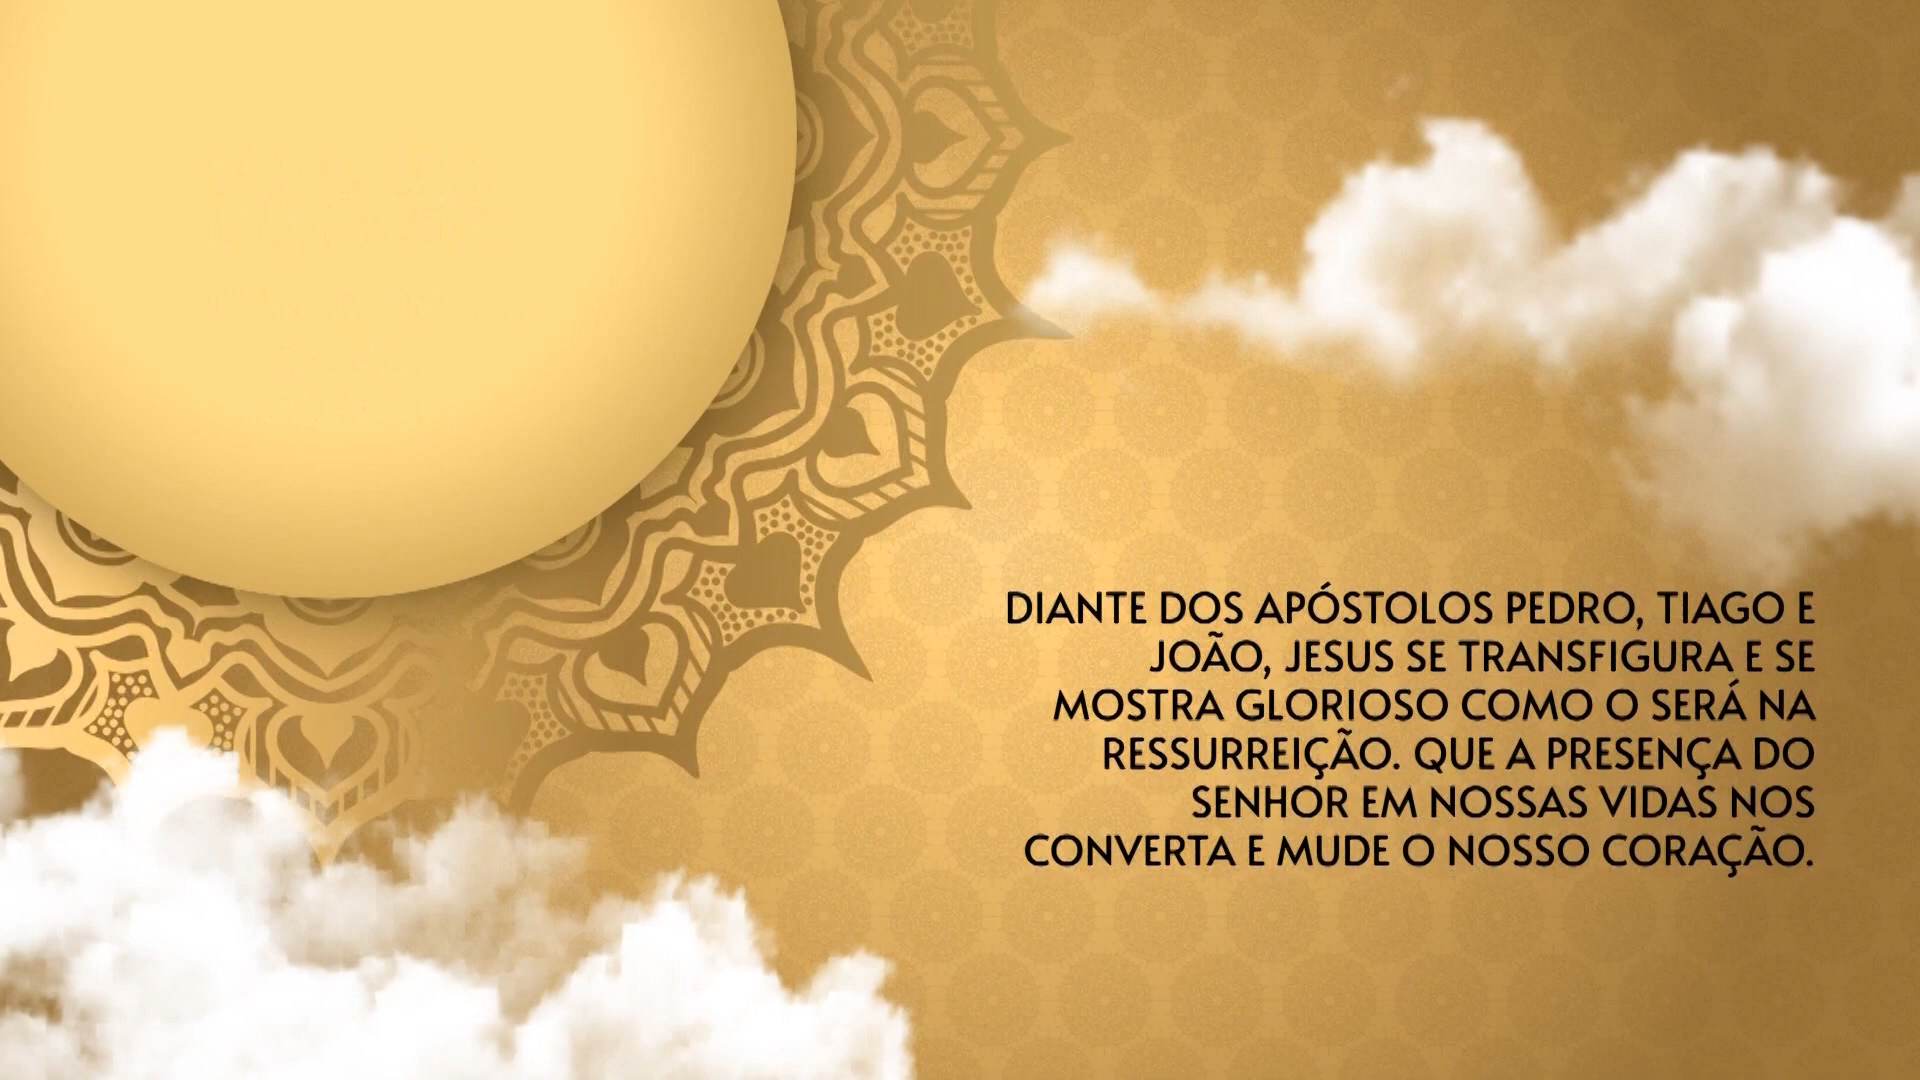 DIANTE DOS APÓSTOLOS PEDRO, TIAGO E
JOÃO, JESUS SE TRANSFIGURA E SE
MOSTRA GLORIOSO COMO O SERÁ NA
RESSURREIÇÃO. QUE A PRESENÇA DO
SENHOR EM NOSSAS VIDAS NOS
CONVERTA E MUDE O NOSSO CORAÇÃO.